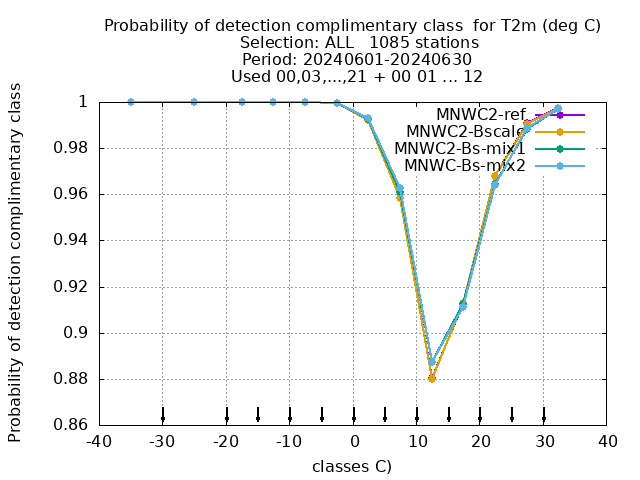 Probability of detection complimentary class  for T2m (deg C)
Selection: ALL   1085 stations
Period: 20240601-20240630
Used 00,03,...,21 + 00 01 ... 12
Probability of detection complimentary class
1
0.98
0.96
0.94
0.92
0.9
0.88
0.86
MNWC2-ref
MNWC2-Bscale
MNWC2-Bs-mix1
MNWC-Bs-mix2
-40 -30 -20 -10 0 10 20 30 40
classes C)